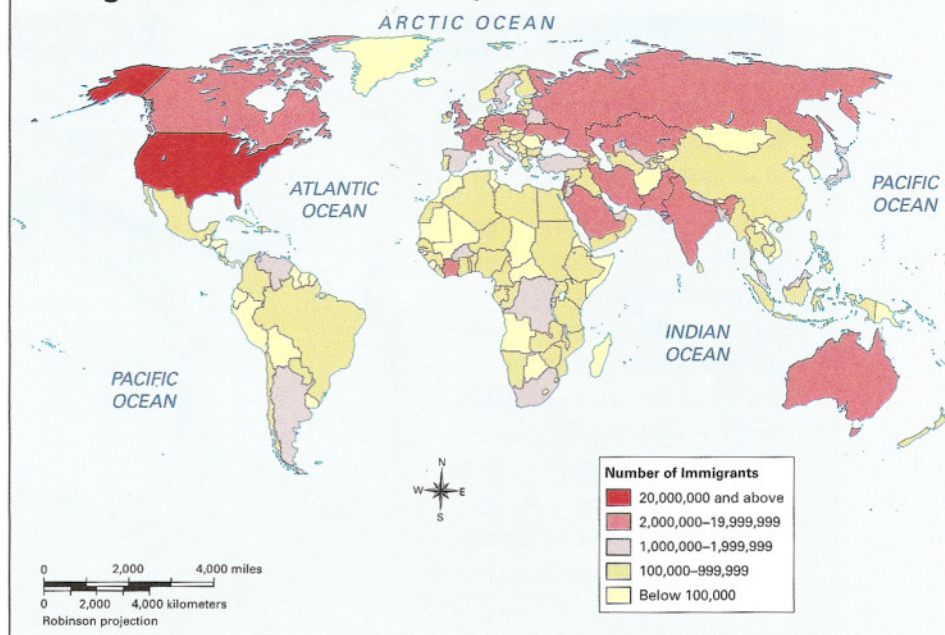 ARCTIC OCEAN
ATLANTIC
OCEAN
PACIFIC
OCEAN
INDIAN
OCEAN
PACIFIC
OCEAN
N
W E
S
Number of Immigrants
20,000,000 and above
2,000,000–19,999,999
1,000,000–1,999,999
100,000–999,999
Below 100,000
0 2,000 4,000 miles
0 2,000 4,000 kilometers
Robinson projection